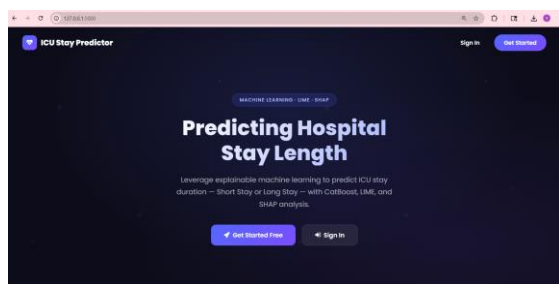 127.0.0.1:5000
ICU Stay Predictor
Sign In
Get Started
MACHINE LEARNING · LIME · SHAP
Predicting Hospital
Stay Length
Leverage explainable machine learning to predict ICU stay
duration — Short Stay or Long Stay — with CatBoost, LIME, and
SHAP analysis.
Get Started Free
Sign In